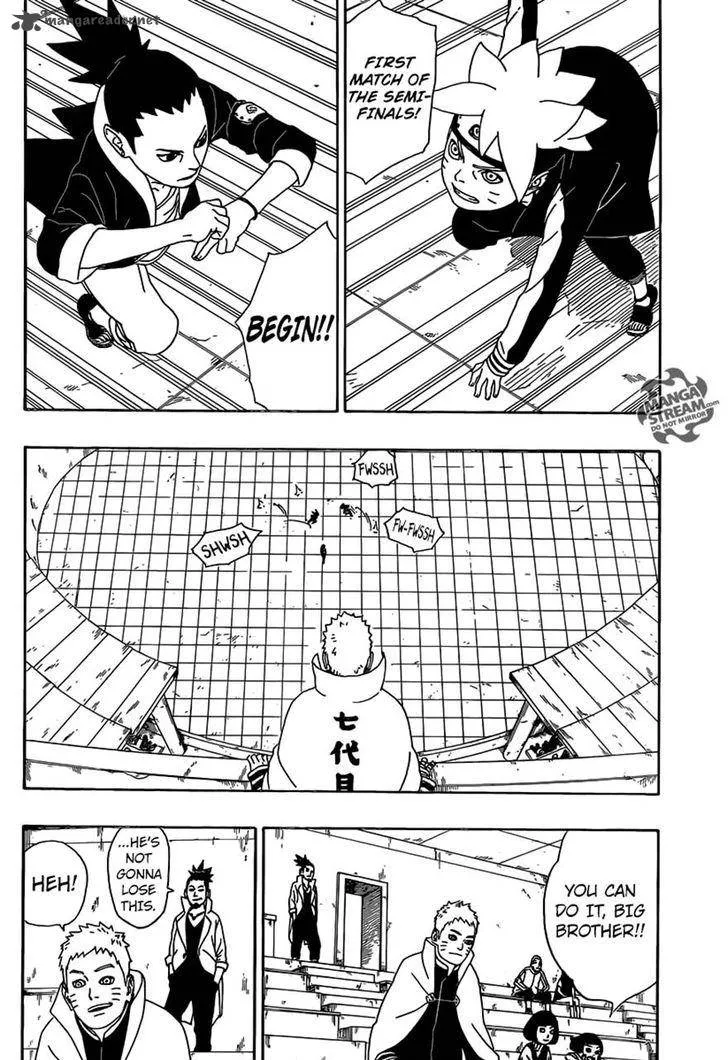 mangareader.net
FIRST
MATCH OF
THE SEMI-
FINALS!
BEGIN!!
MANGA
STREAM.com
DO NOT MIRROR
FWSSH
FW-FWSSH
SHWSH
七代目
YOU CAN
DO IT, BIG
BROTHER!!
...HE'S
NOT
GONNA
LOSE
THIS.
HEH!